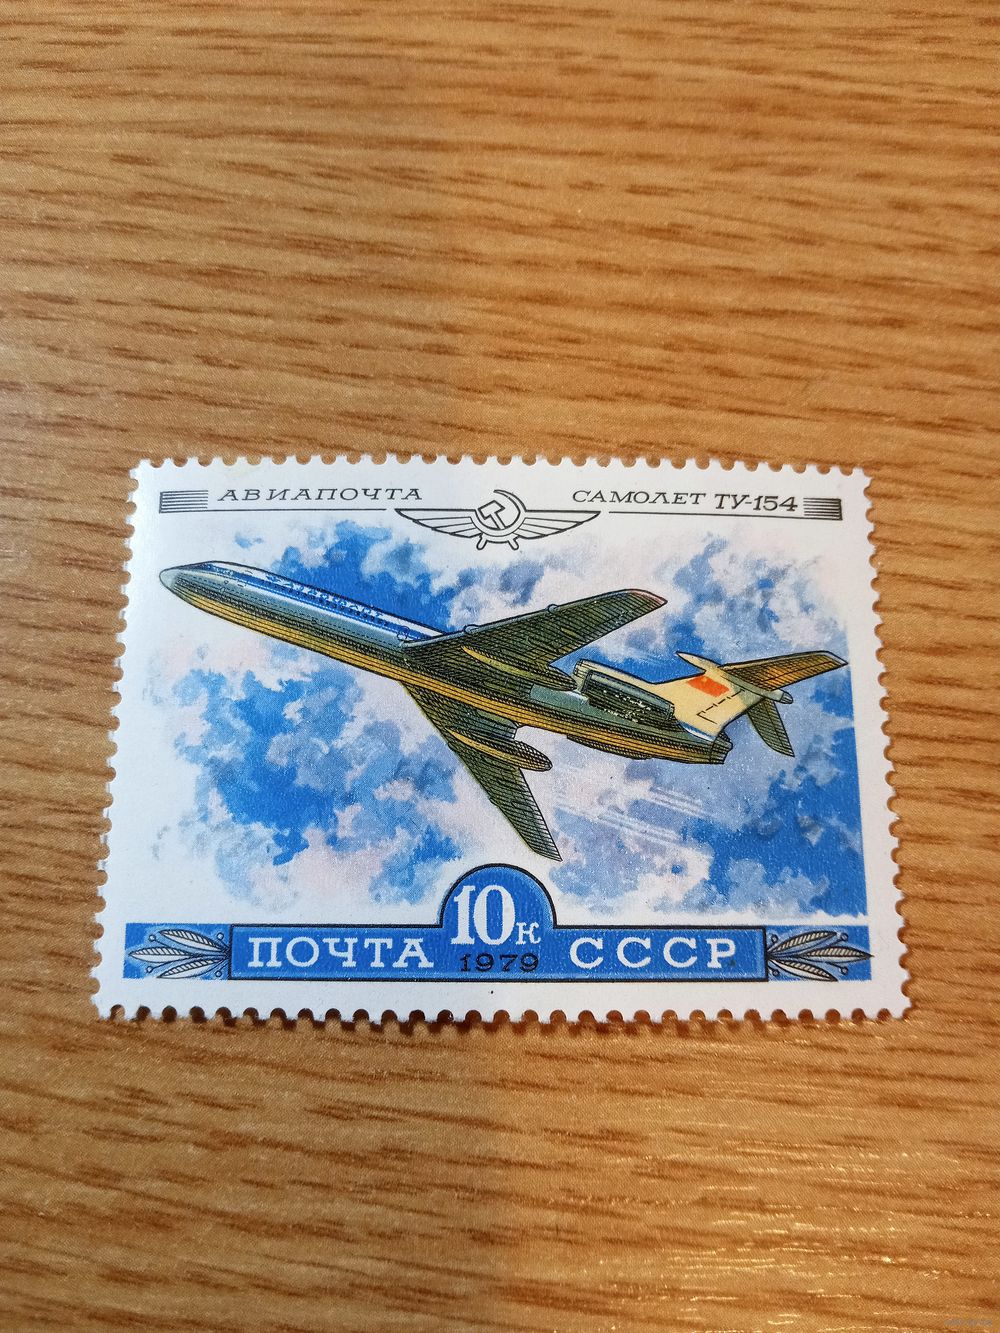 АВИАПОЧТА
САМОЛЕТ ТУ-154
10к
1979
ПОЧТА СССР